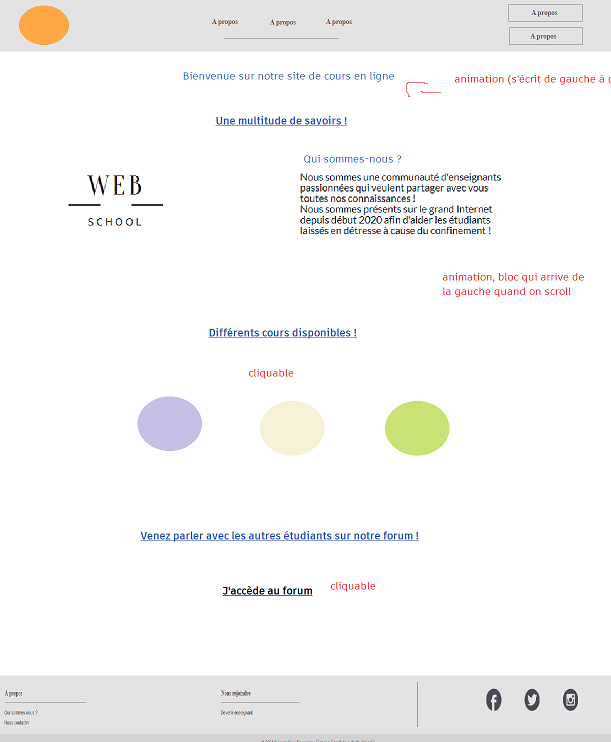 A propos
A propos
A propos
A propos
A propos
Bienvenue sur notre site de cours en ligne
animation (s'écrit de gauche à
Une multitude de savoirs !
WEB
SCHOOL
Qui sommes-nous ?
Nous sommes une communauté d'enseignants
passionnées qui veulent partager avec vous
toutes nos connaissances !
Nous sommes présents sur le grand Internet
depuis début 2020 afin d'aider les étudiants
laissés en détresse à cause du confinement !
animation, bloc qui arrive de
la gauche quand on scroll
Différents cours disponibles !
cliquable
Venez parler avec les autres étudiants sur notre forum !
J'accède au forum
cliquable
A propos
Qui sommes-nous ?
Nous contacter
Nous rejoindre
Devenir enseignant